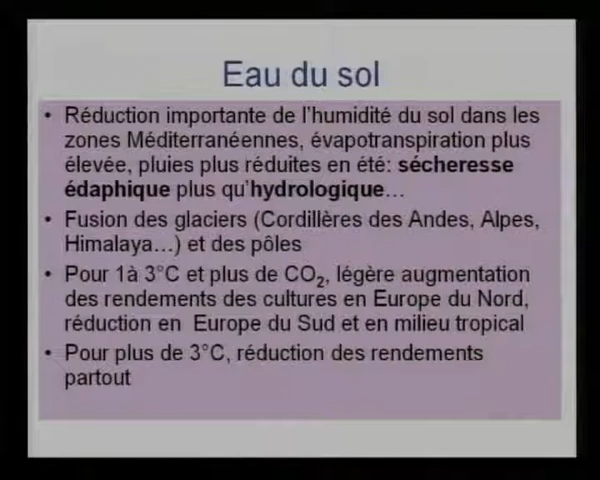 Eau du sol
• Réduction importante de l'humidité du sol dans les
zones Méditerranéennes, évapotranspiration plus
élevée, pluies plus réduites en été: sécheresse
édaphique plus qu'hydrologique…
• Fusion des glaciers (Cordillères des Andes, Alpes,
Himalaya…) et des pôles
• Pour 1à 3°C et plus de CO₂, légère augmentation
des rendements des cultures en Europe du Nord,
réduction en Europe du Sud et en milieu tropical
• Pour plus de 3°C, réduction des rendements
partout